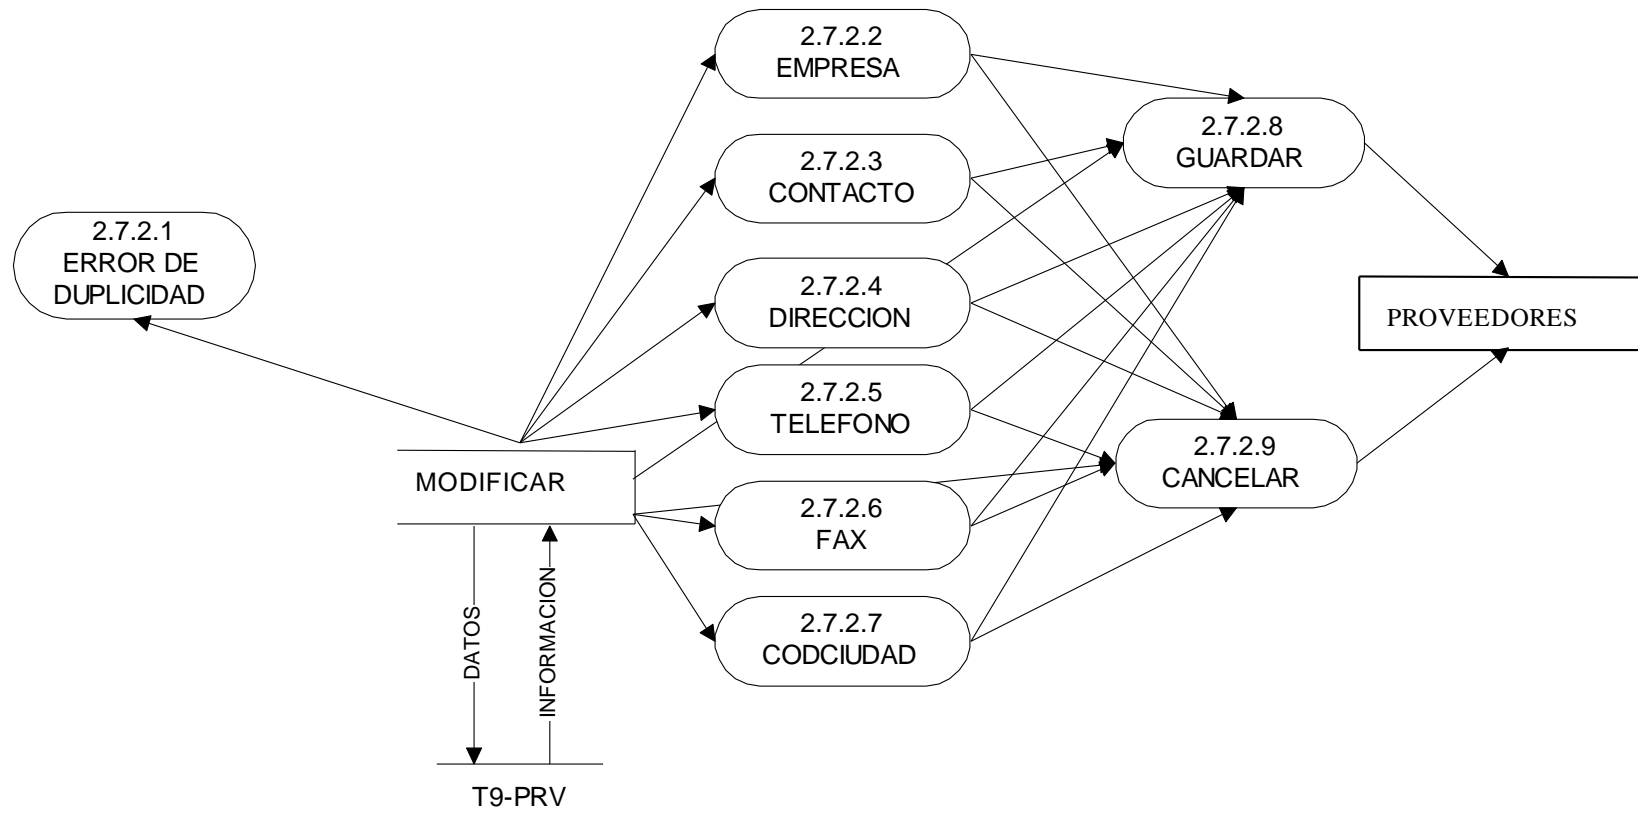 2.7.2.2
EMPRESA
2.7.2.8
GUARDAR
2.7.2.3
CONTACTO
2.7.2.1
ERROR DE
DUPLICIDAD
2.7.2.4
DIRECCION
PROVEEDORES
2.7.2.5
TELEFONO
2.7.2.9
CANCELAR
MODIFICAR
2.7.2.6
FAX
DATOS
INFORMACION
2.7.2.7
CODCIUDAD
T9-PRV